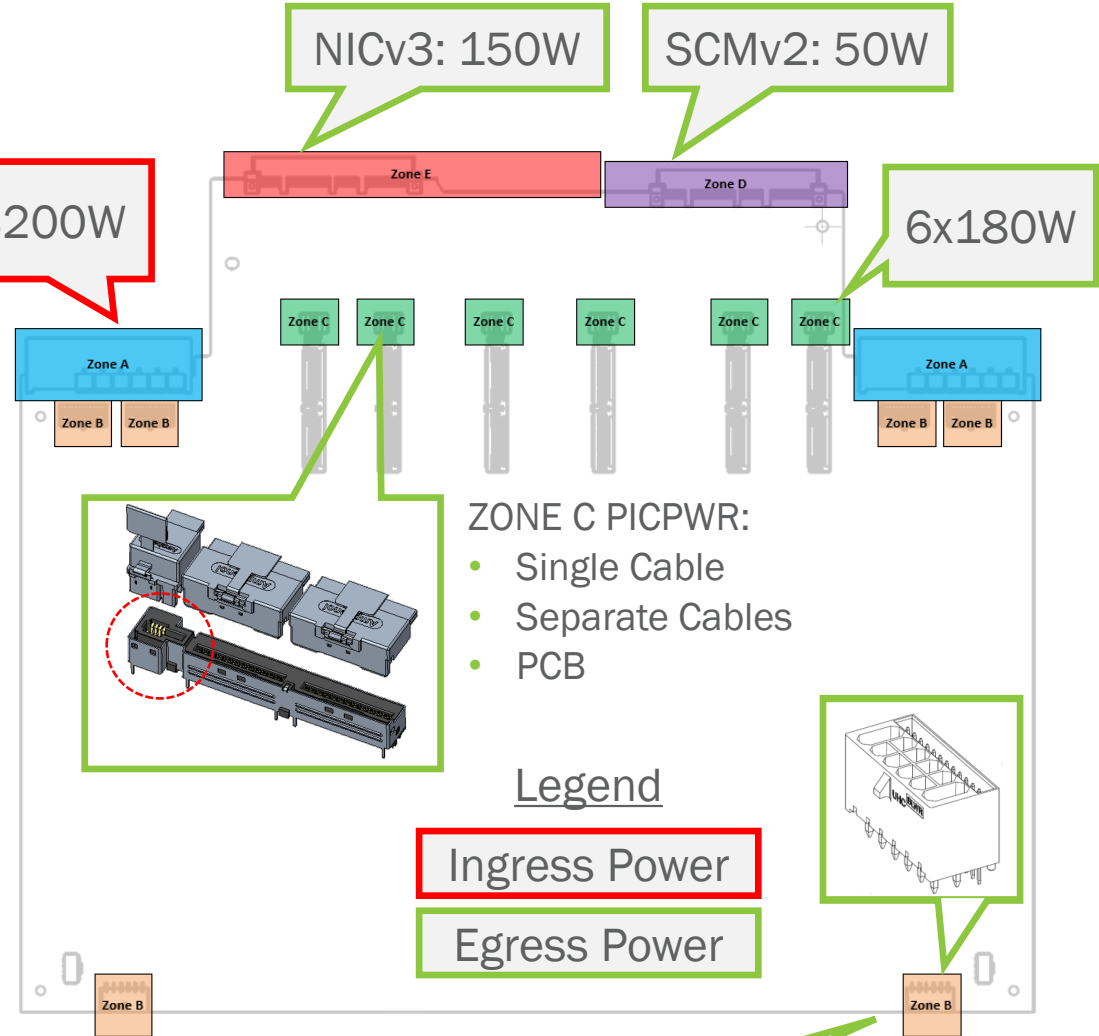 NICv3: 150W
SCMv2: 50W
Zone E
Zone D
200W
6x180W
Zone C
Zone C
Zone C
Zone C
Zone C
Zone C
Zone A
Zone A
Zone B
Zone B
Zone B
Zone B
ZONE C PICPWR:
• Single Cable
• Separate Cables
• PCB
Legend
Ingress Power
Egress Power
Zone B
Zone B